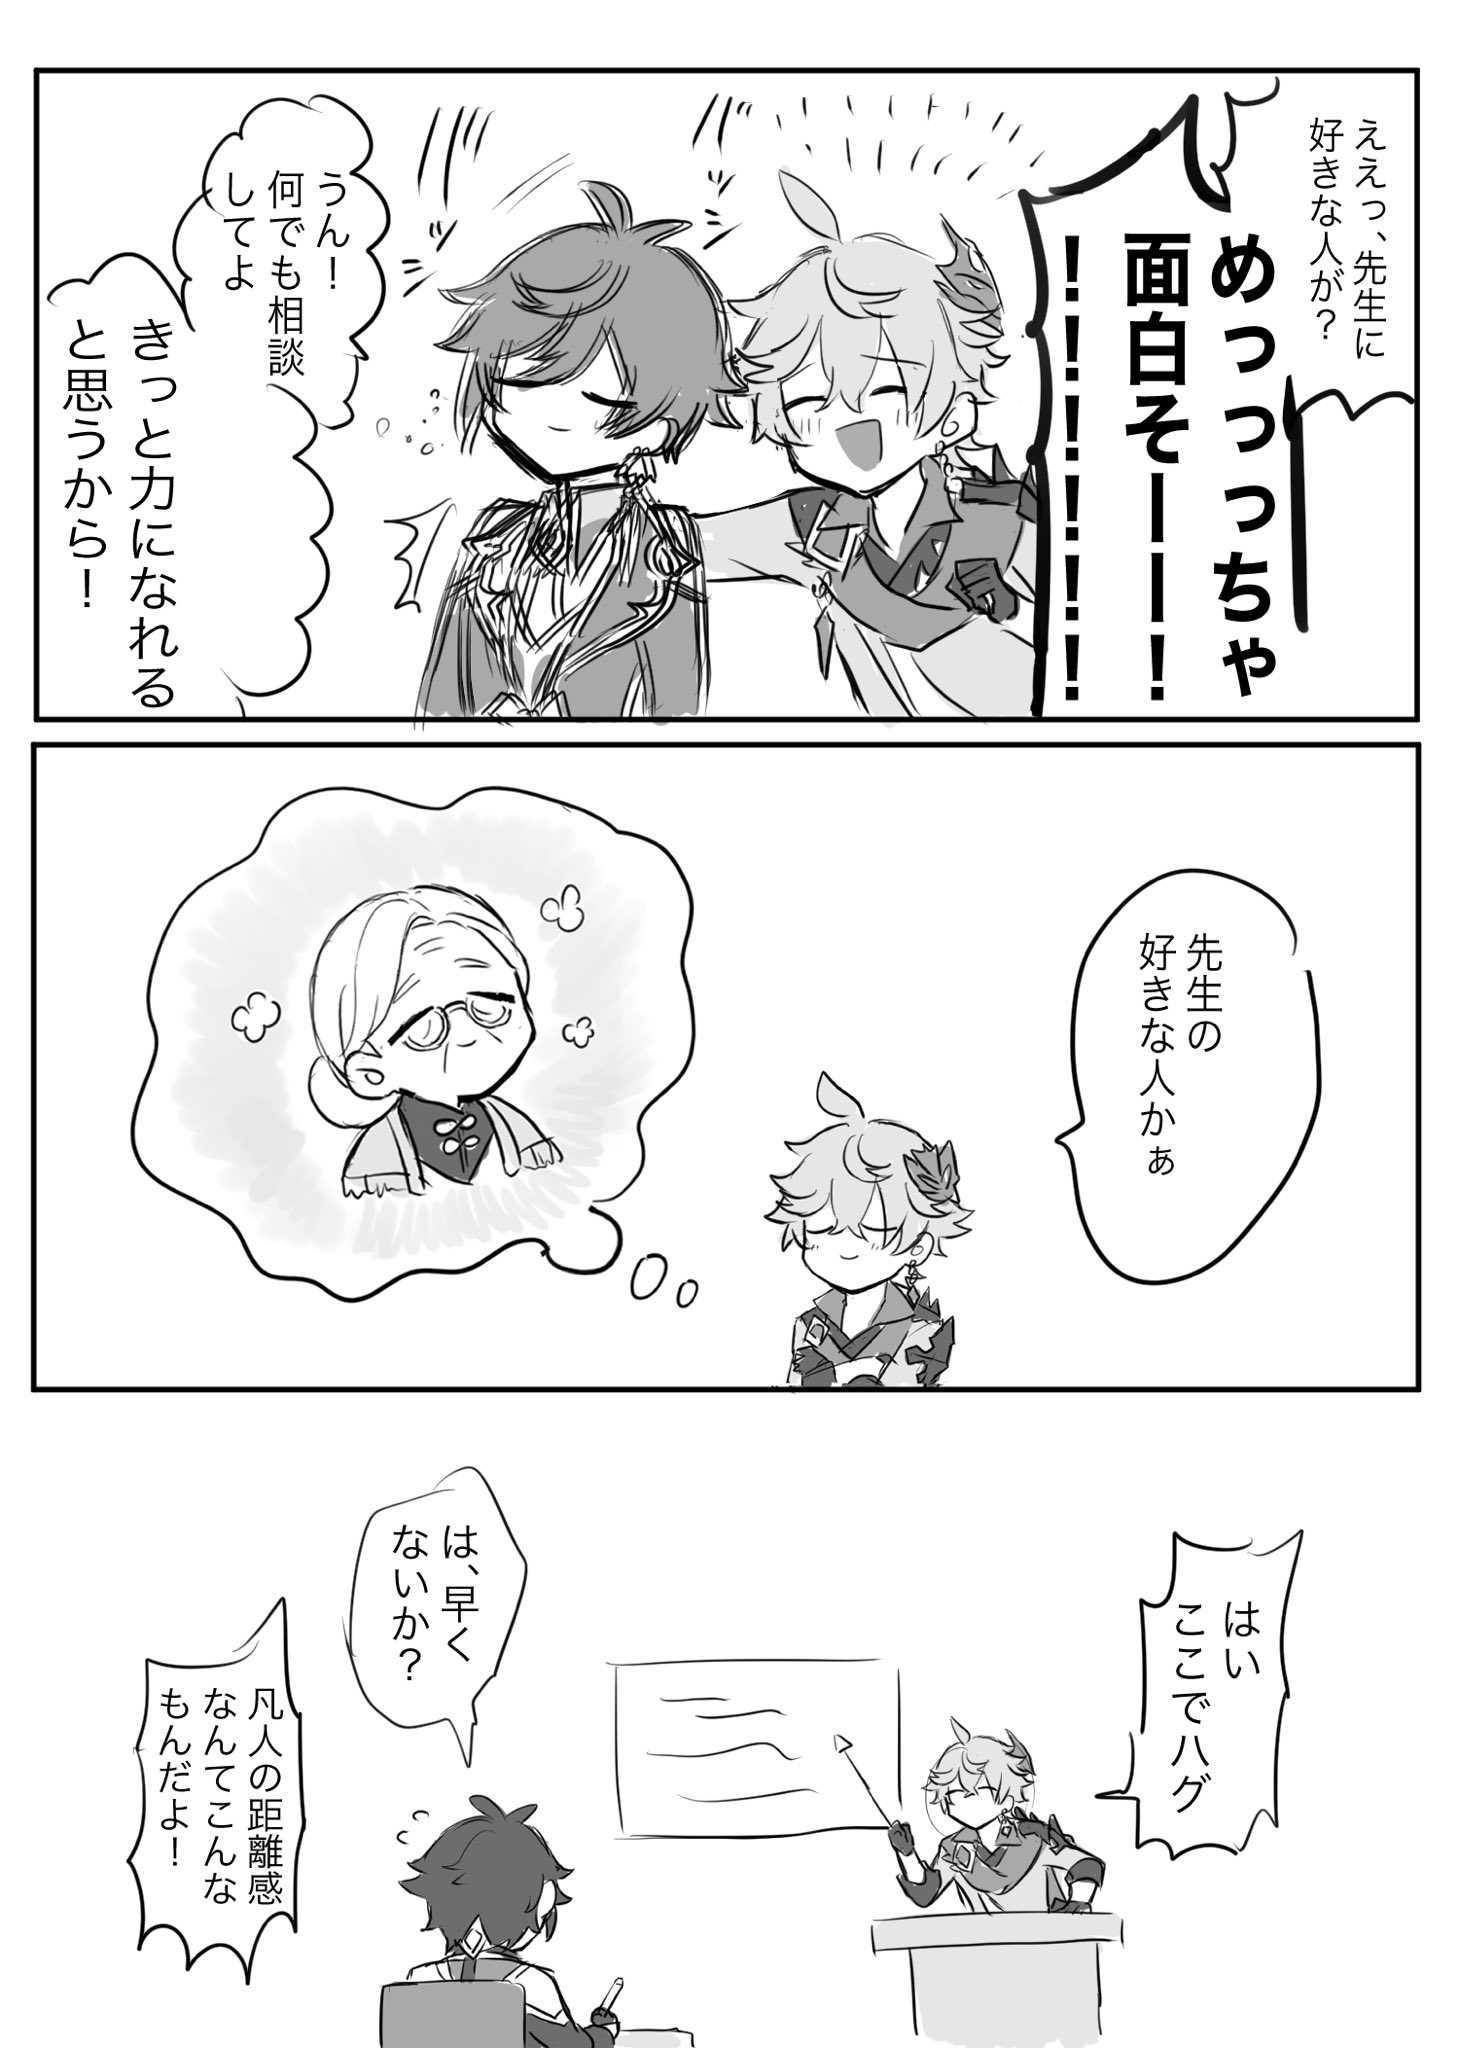 ええっ、先生に
好きな人が？
めっっっちゃ
面白そーーー！
！！！！！！
うん！
何でも相談
してよ
きっと力になれる
と思うから！
先生の
好きな人かぁ
はい
ここでハグ
は、早く
ないか？
凡人の距離感
なんてこんな
もんだよ！